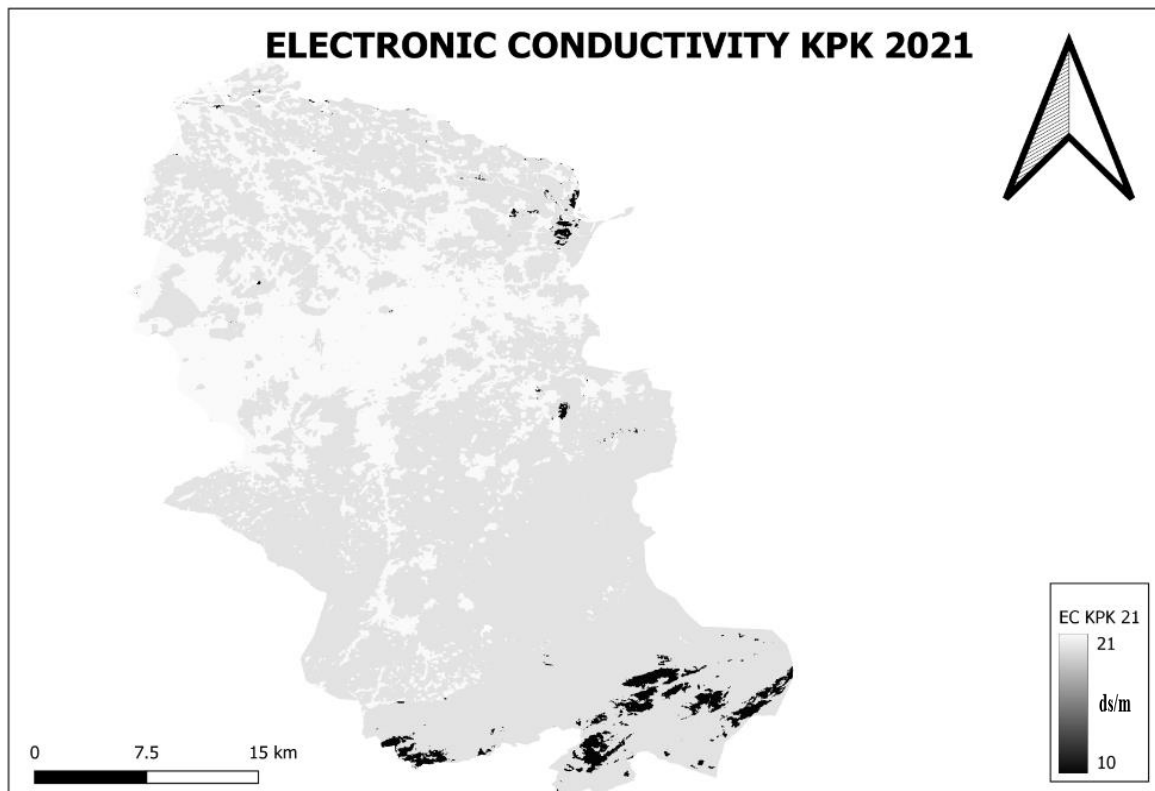 ELECTRONIC CONDUCTIVITY KPK 2021
EC KPK 21
21
ds/m
10
0 7.5 15 km